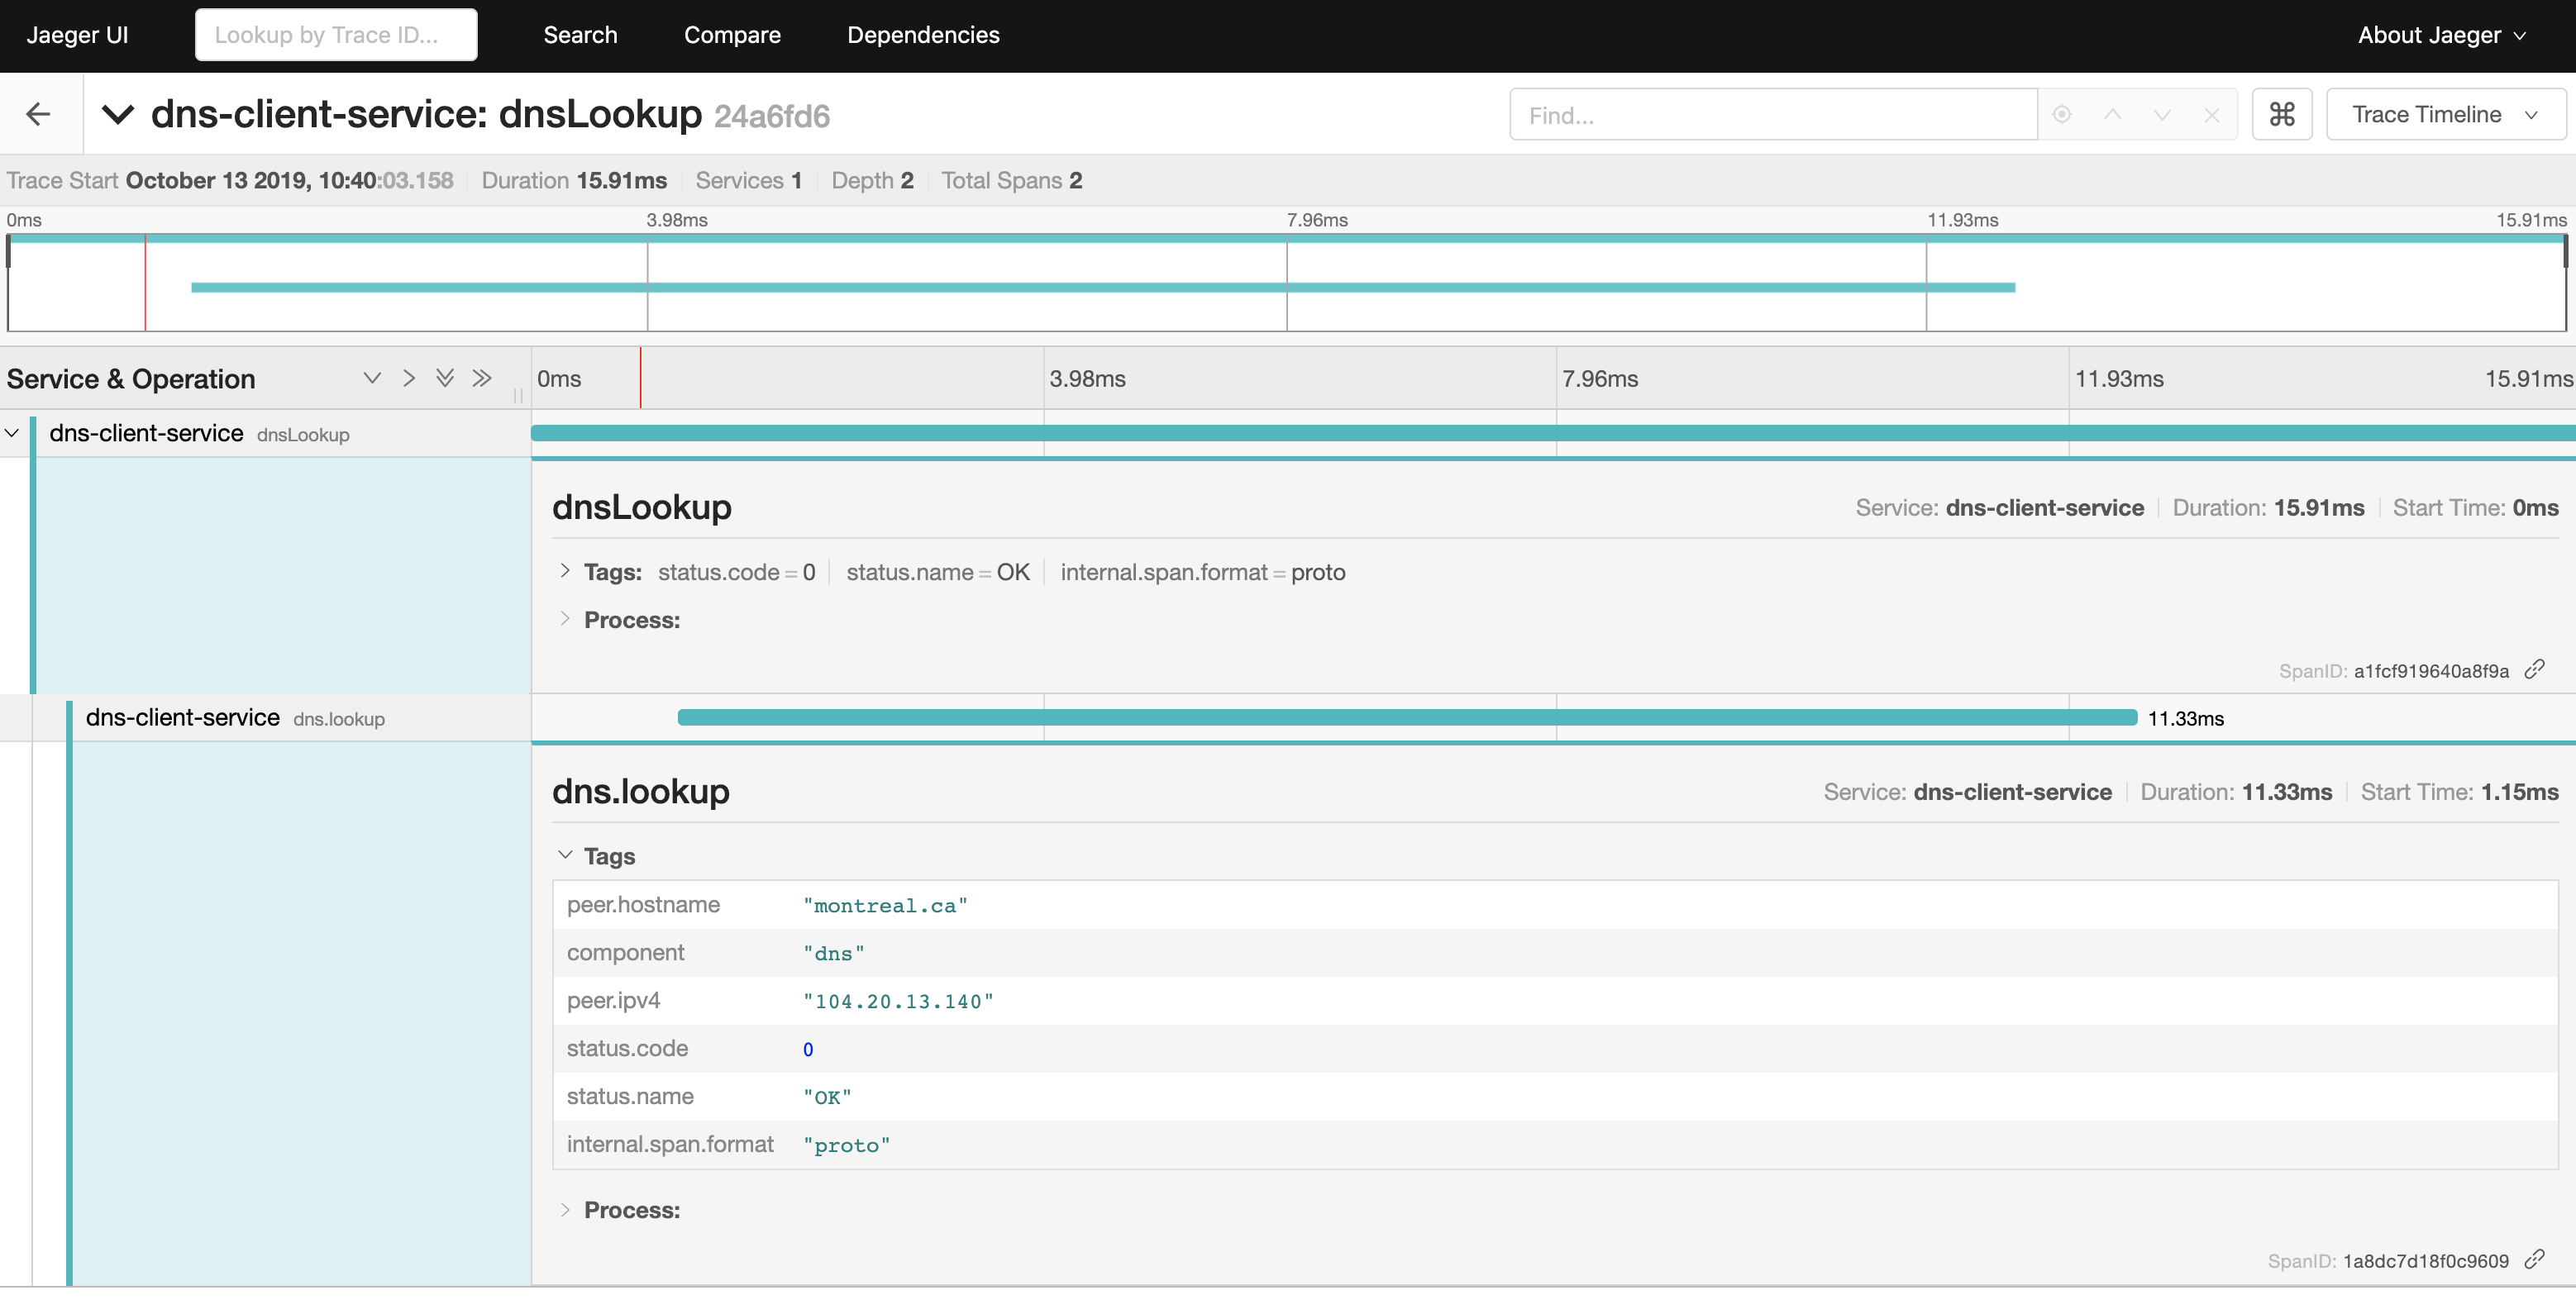 Jaeger UI Lookup by Trace ID... Search Compare Dependencies About Jaeger
dns-client-service: dnsLookup 24a6fd6 Find... ⌘ Trace Timeline
Trace Start October 13 2019, 10:40:03.158 Duration 15.91ms Services 1 Depth 2 Total Spans 2
0ms 3.98ms 7.96ms 11.93ms 15.91ms
Service & Operation 0ms 3.98ms 7.96ms 11.93ms 15.91ms
dns-client-service dnsLookup
dnsLookup Service: dns-client-service Duration: 15.91ms Start Time: 0ms
Tags: status.code = 0 status.name = OK internal.span.format = proto
Process:
SpanID: a1fcf919640a8f9a
dns-client-service dns.lookup 11.33ms
dns.lookup Service: dns-client-service Duration: 11.33ms Start Time: 1.15ms
Tags
peer.hostname "montreal.ca"
component "dns"
peer.ipv4 "104.20.13.140"
status.code 0
status.name "OK"
internal.span.format "proto"
Process:
SpanID: 1a8dc7d18f0c9609